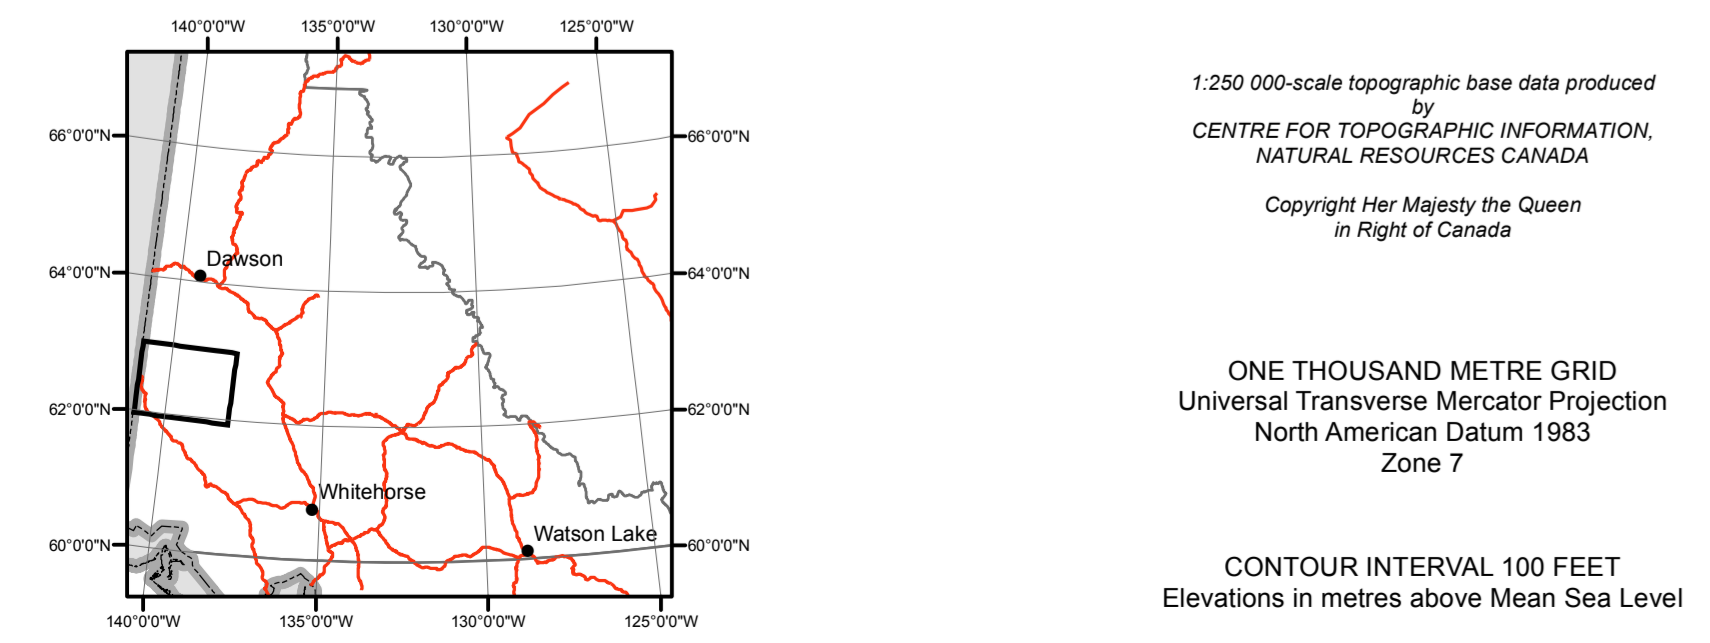 140°0'0"W 135°0'0"W 130°0'0"W 125°0'0"W
66°0'0"N 66°0'0"N
Dawson
64°0'0"N 64°0'0"N
62°0'0"N 62°0'0"N
Whitehorse
Watson Lake
60°0'0"N 60°0'0"N
140°0'0"W 135°0'0"W 130°0'0"W 125°0'0"W
1:250 000-scale topographic base data produced
by
CENTRE FOR TOPOGRAPHIC INFORMATION,
NATURAL RESOURCES CANADA
Copyright Her Majesty the Queen
in Right of Canada
ONE THOUSAND METRE GRID
Universal Transverse Mercator Projection
North American Datum 1983
Zone 7
CONTOUR INTERVAL 100 FEET
Elevations in metres above Mean Sea Level